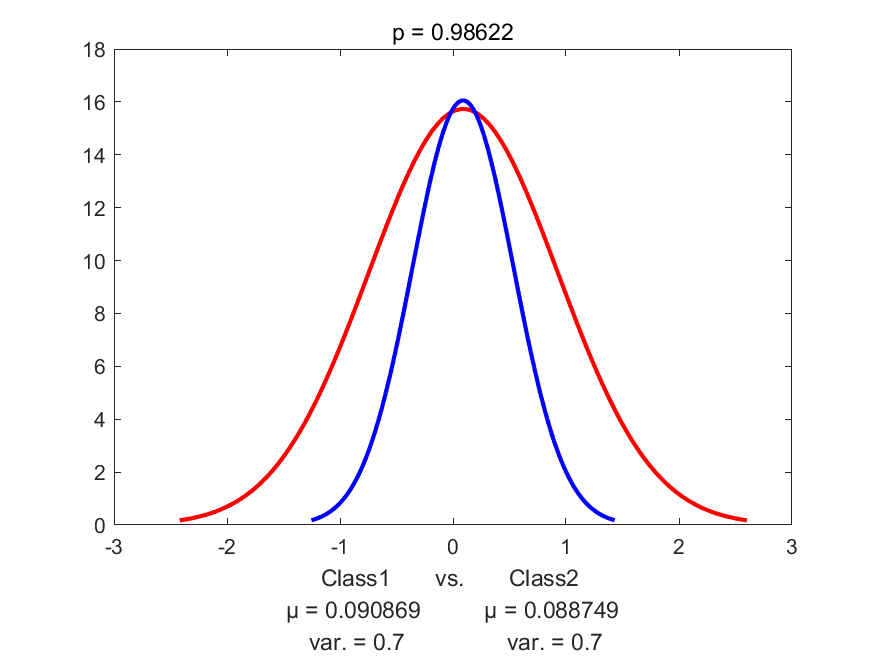 p = 0.98622
18
16
14
12
10
8
6
4
2
0
-3 -2 -1 0 1 2 3
Class1 vs. Class2
μ = 0.090869 μ = 0.088749
var. = 0.7 var. = 0.7